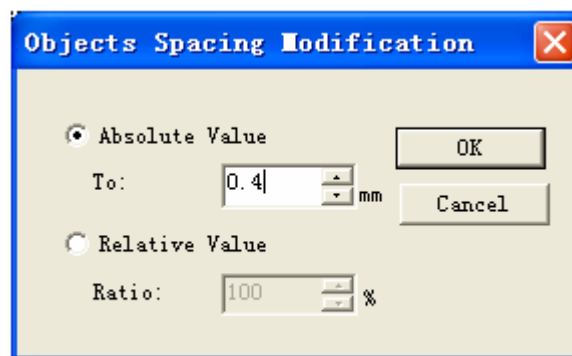 Objects Spacing Modification
Absolute Value
OK
To:
0.4
mm
Cancel
Relative Value
Ratio:
100
%